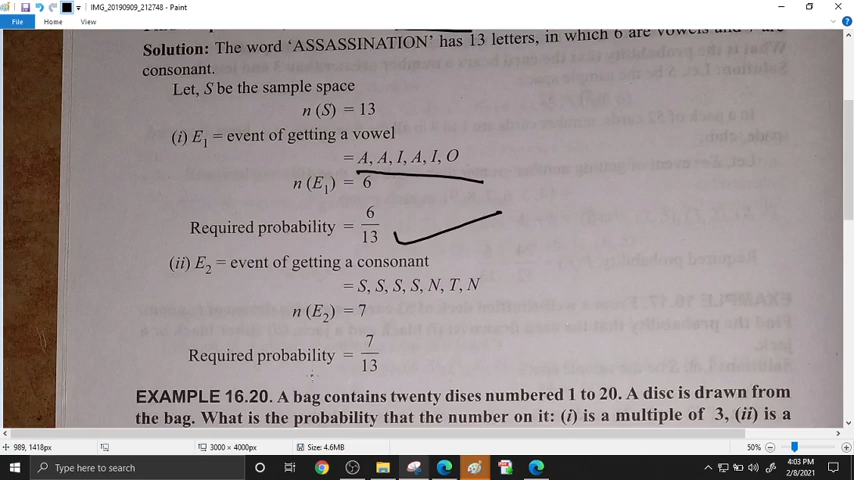 IMG_20190909_212748 - Paint
File Home View
Solution: The word ‘ASSASSINATION’ has 13 letters, in which 6 are vowels and 7 are
consonant.
Let, S be the sample space
n (S) = 13
(i) E₁ = event of getting a vowel
= A, A, I, A, I, O
n (E₁) = 6
Required probability = 6/13
(ii) E₂ = event of getting a consonant
= S, S, S, S, N, T, N
n (E₂) = 7
Required probability = 7/13
EXAMPLE 16.20. A bag contains twenty dises numbered 1 to 20. A disc is drawn from
the bag. What is the probability that the number on it: (i) is a multiple of 3, (ii) is a
989, 1418px 3000 × 4000px Size: 4.6MB 50%
Type here to search
4:03 PM
2/8/2021